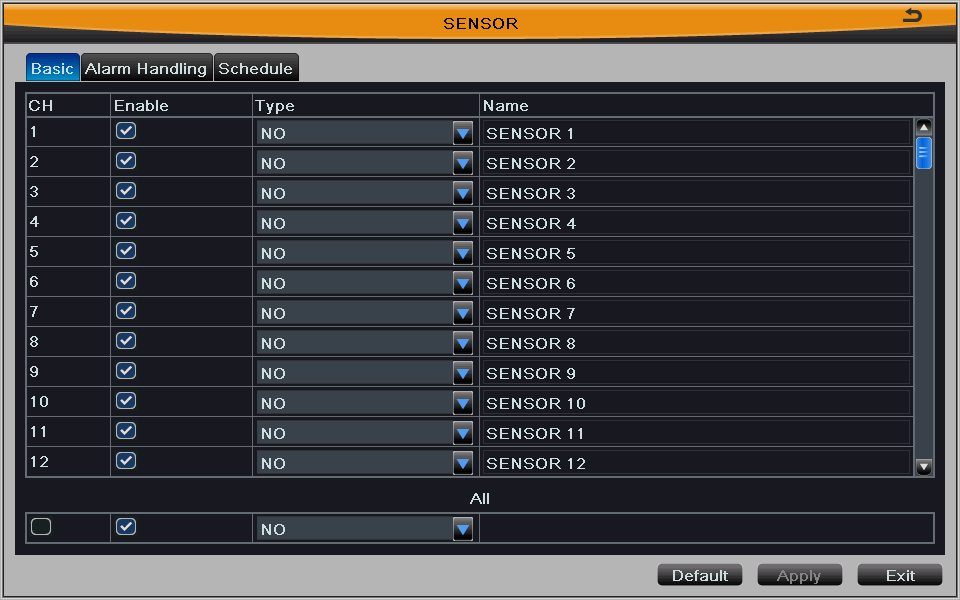 SENSOR
Basic Alarm Handling Schedule
CH Enable Type Name
1 NO SENSOR 1
2 NO SENSOR 2
3 NO SENSOR 3
4 NO SENSOR 4
5 NO SENSOR 5
6 NO SENSOR 6
7 NO SENSOR 7
8 NO SENSOR 8
9 NO SENSOR 9
10 NO SENSOR 10
11 NO SENSOR 11
12 NO SENSOR 12
All
NO
Default Apply Exit